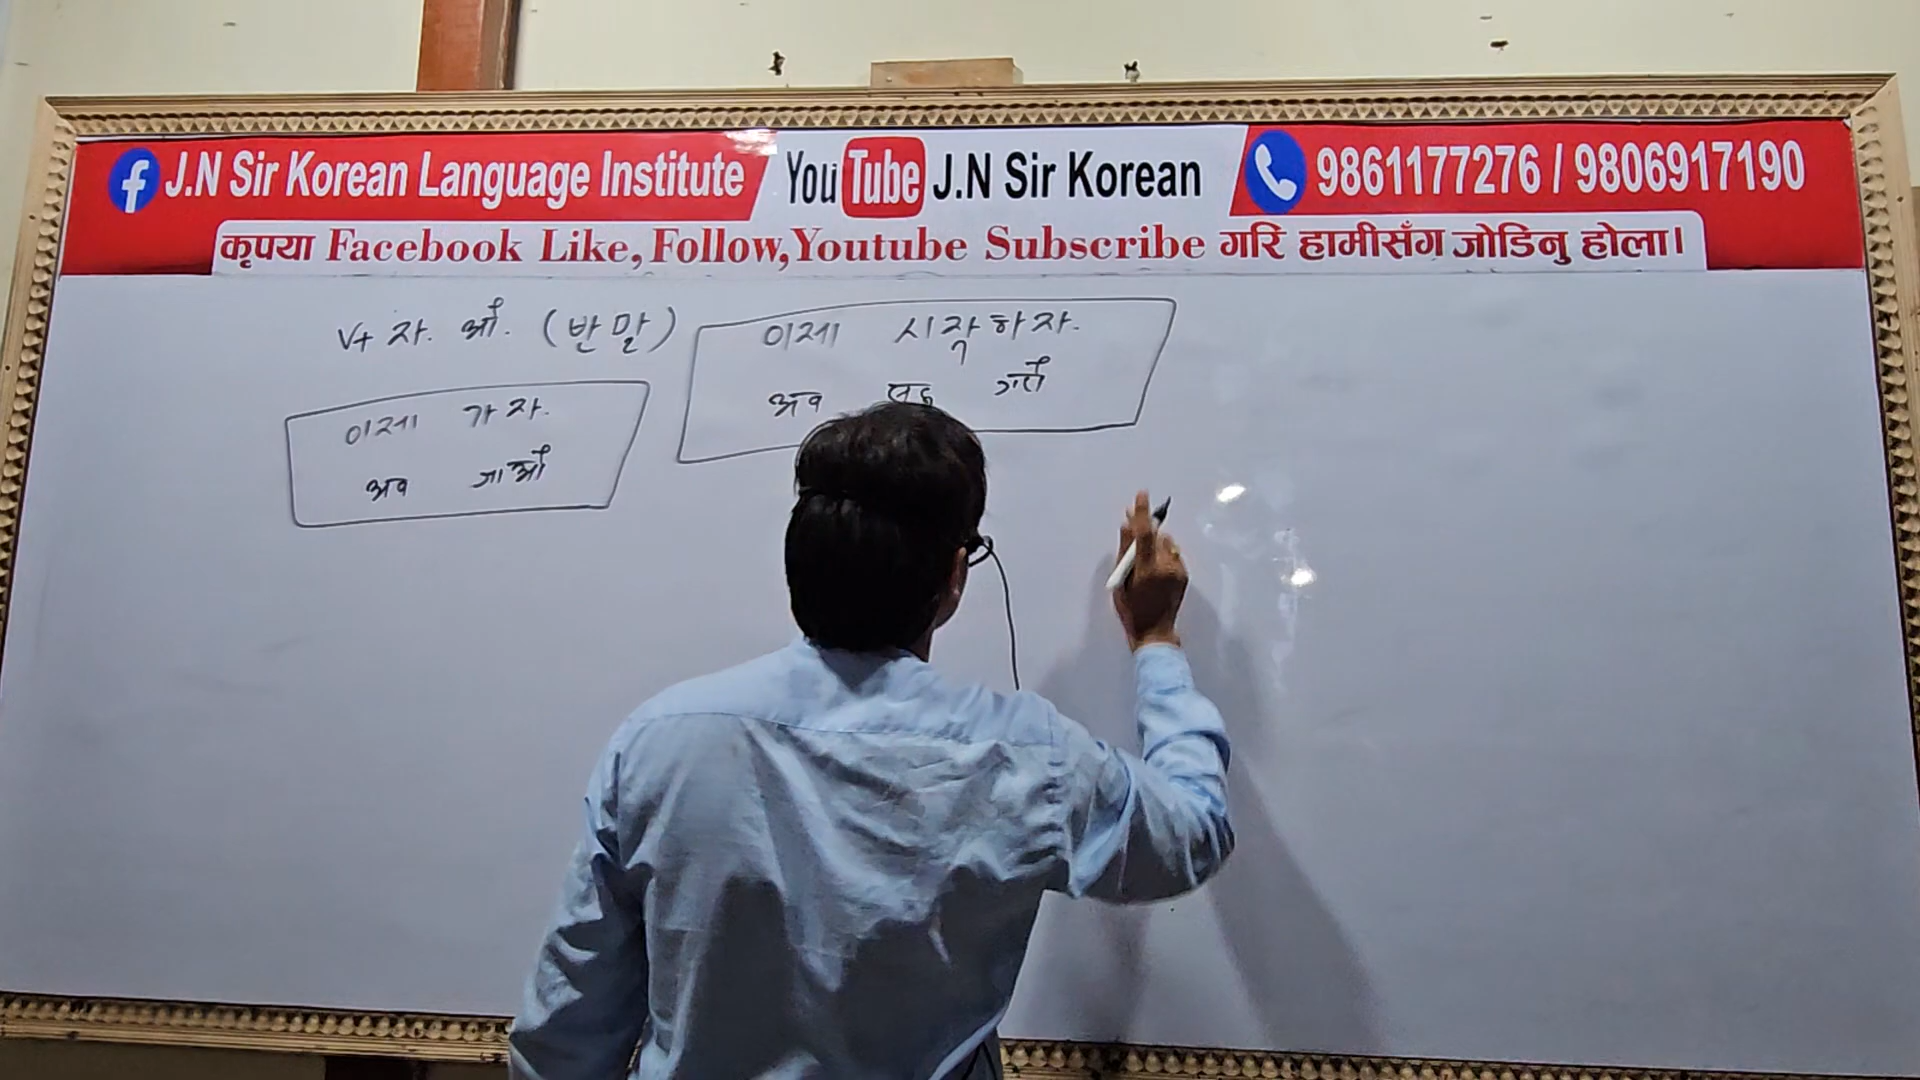 J.N Sir Korean Language Institute
YouTube J.N Sir Korean
9861177276 / 9806917190
कृपया Facebook Like, Follow, Youtube Subscribe गरि हामीसँग जोडिनु होला।
V+ 자. औं. (반말)
이제 시작하자.
अब गरौं
이제 가자.
अब जाऔं